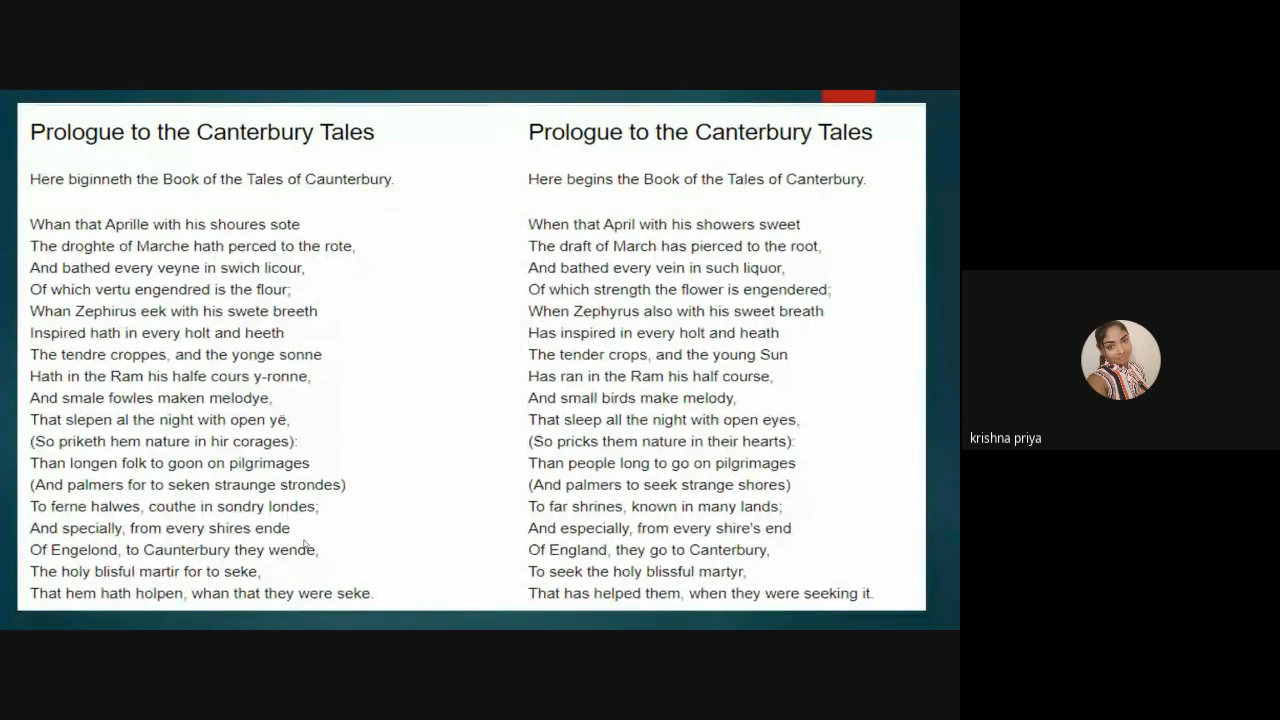 Prologue to the Canterbury Tales
Here biginneth the Book of the Tales of Caunterbury.
Whan that Aprille with his shoures sote
The droghte of Marche hath perced to the rote,
And bathed every veyne in swich licour,
Of which vertu engendred is the flour;
Whan Zephirus eek with his swete breeth
Inspired hath in every holt and heeth
The tendre croppes, and the yonge sonne
Hath in the Ram his halfe cours y-ronne,
And smale fowles maken melodye,
That slepen al the night with open yë,
(So priketh hem nature in hir corages):
Than longen folk to goon on pilgrimages
(And palmers for to seken straunge strondes)
To ferne halwes, couthe in sondry londes;
And specially, from every shires ende
Of Engelond, to Caunterbury they wende,
The holy blisful martir for to seke,
That hem hath holpen, whan that they were seke.
Prologue to the Canterbury Tales
Here begins the Book of the Tales of Canterbury.
When that April with his showers sweet
The draft of March has pierced to the root,
And bathed every vein in such liquor,
Of which strength the flower is engendered;
When Zephyrus also with his sweet breath
Has inspired in every holt and heath
The tender crops, and the young Sun
Has ran in the Ram his half course,
And small birds make melody,
That sleep all the night with open eyes,
(So pricks them nature in their hearts):
Than people long to go on pilgrimages
(And palmers to seek strange shores)
To far shrines, known in many lands;
And especially, from every shire's end
Of England, they go to Canterbury,
To seek the holy blissful martyr,
That has helped them, when they were seeking it.
krishna priya